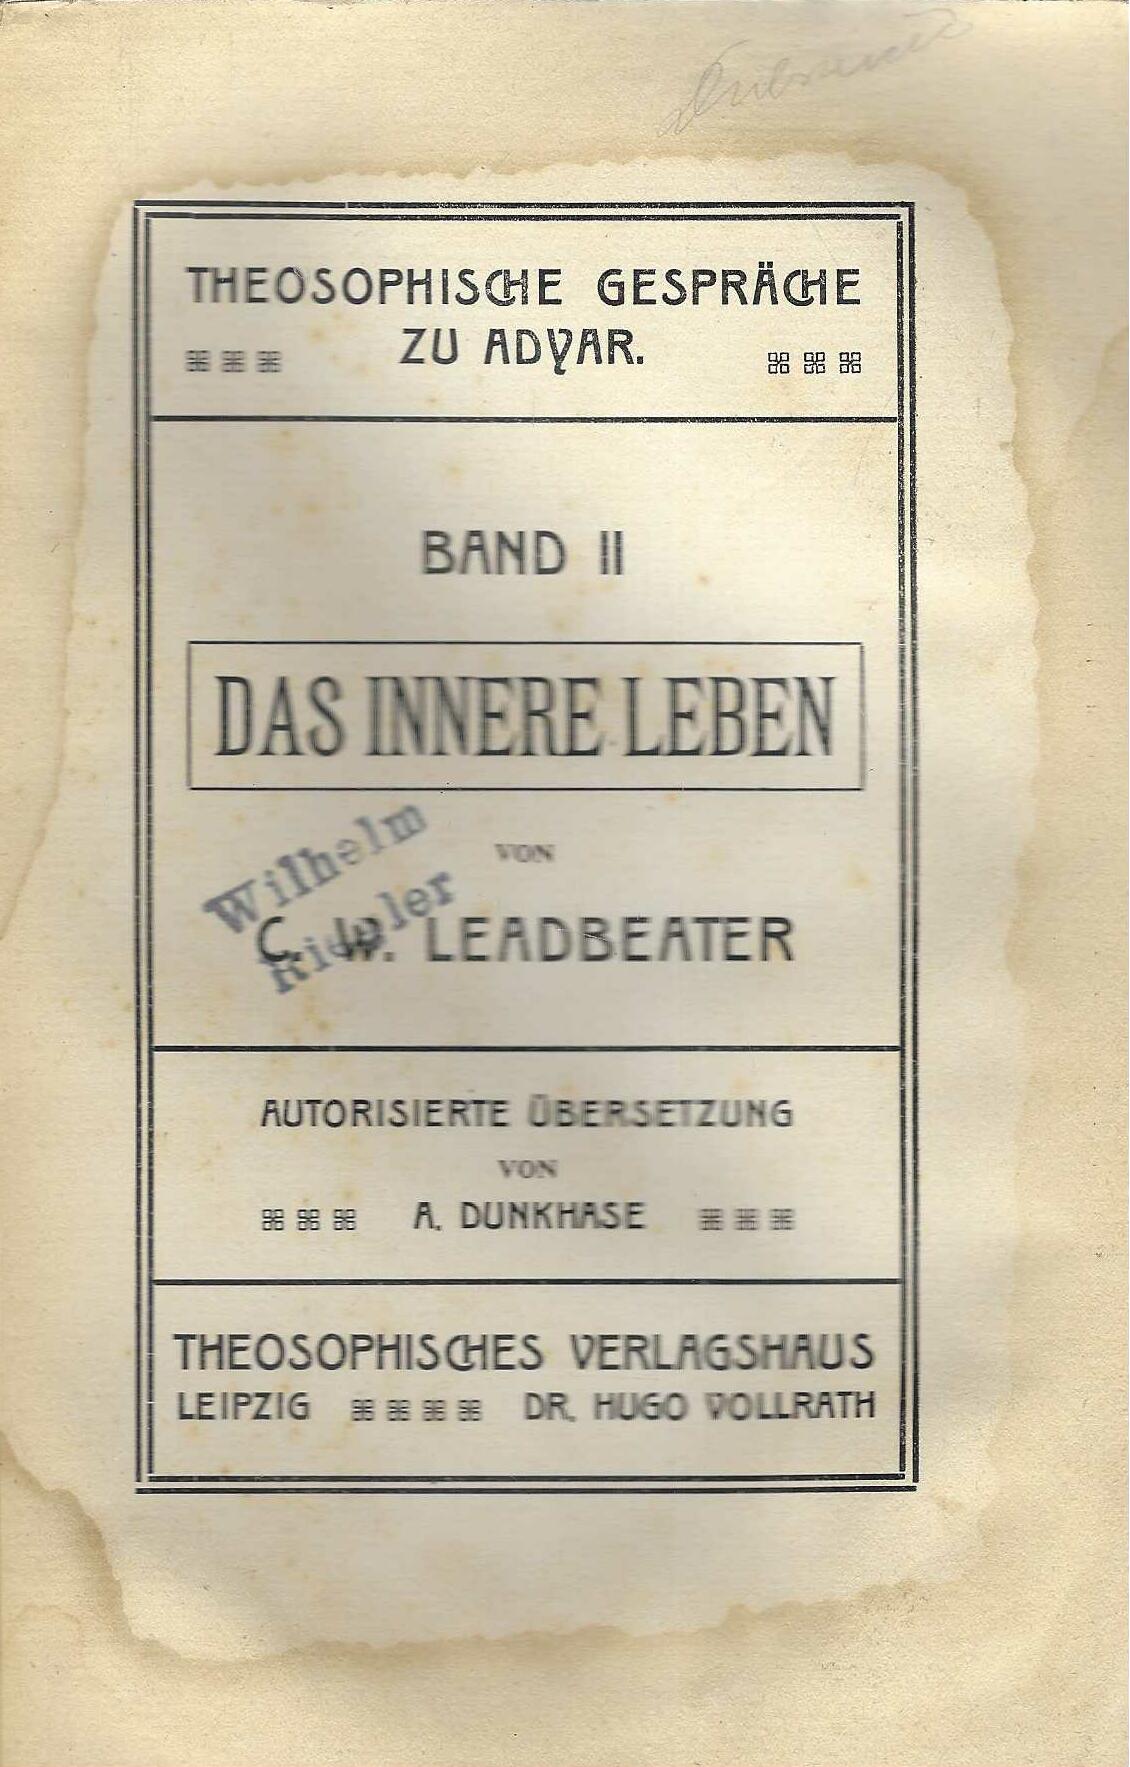 THEOSOPHISCHE GESPRÄCHE
ZU ADYAR.
BAND II
DAS INNERE LEBEN
VON
Wilhelm
C. W. LEADBEATER
AUTORISIERTE ÜBERSETZUNG
VON
A. DUNKHASE
THEOSOPHISCHES VERLAGSHAUS
LEIPZIG DR. HUGO VOLLRATH